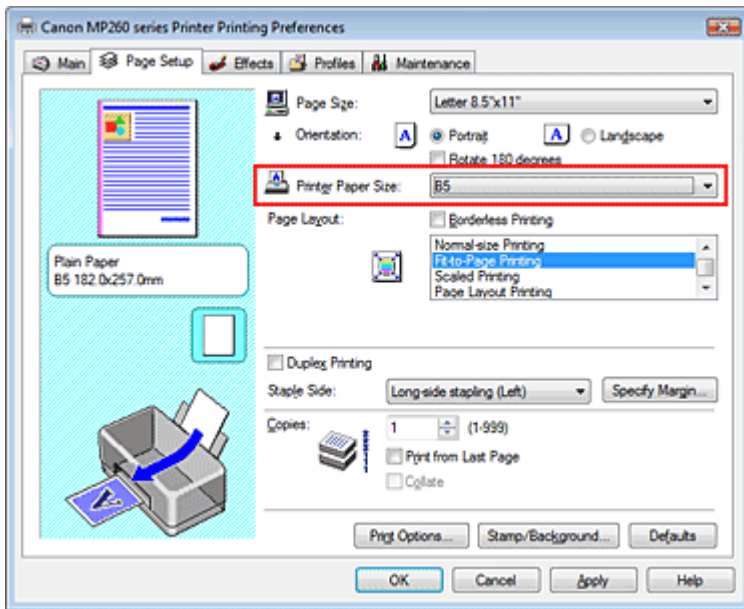 Canon MP260 series Printer Printing Preferences
Main Page Setup Effects Profiles Maintenance
Page Size: Letter 8.5"x11"
Orientation: A Portrait A Landscape
Rotate 180 degrees
Printer Paper Size: B5
Page Layout: Borderless Printing
Normal-size Printing
Fit-to-Page Printing
Scaled Printing
Page Layout Printing
Plain Paper
B5 182.0x257.0mm
Duplex Printing
Staple Side: Long-side stapling (Left) Specify Margin...
Copies: 1 (1-999)
Print from Last Page
Collate
A
Print Options... Stamp/Background... Defaults
OK Cancel Apply Help